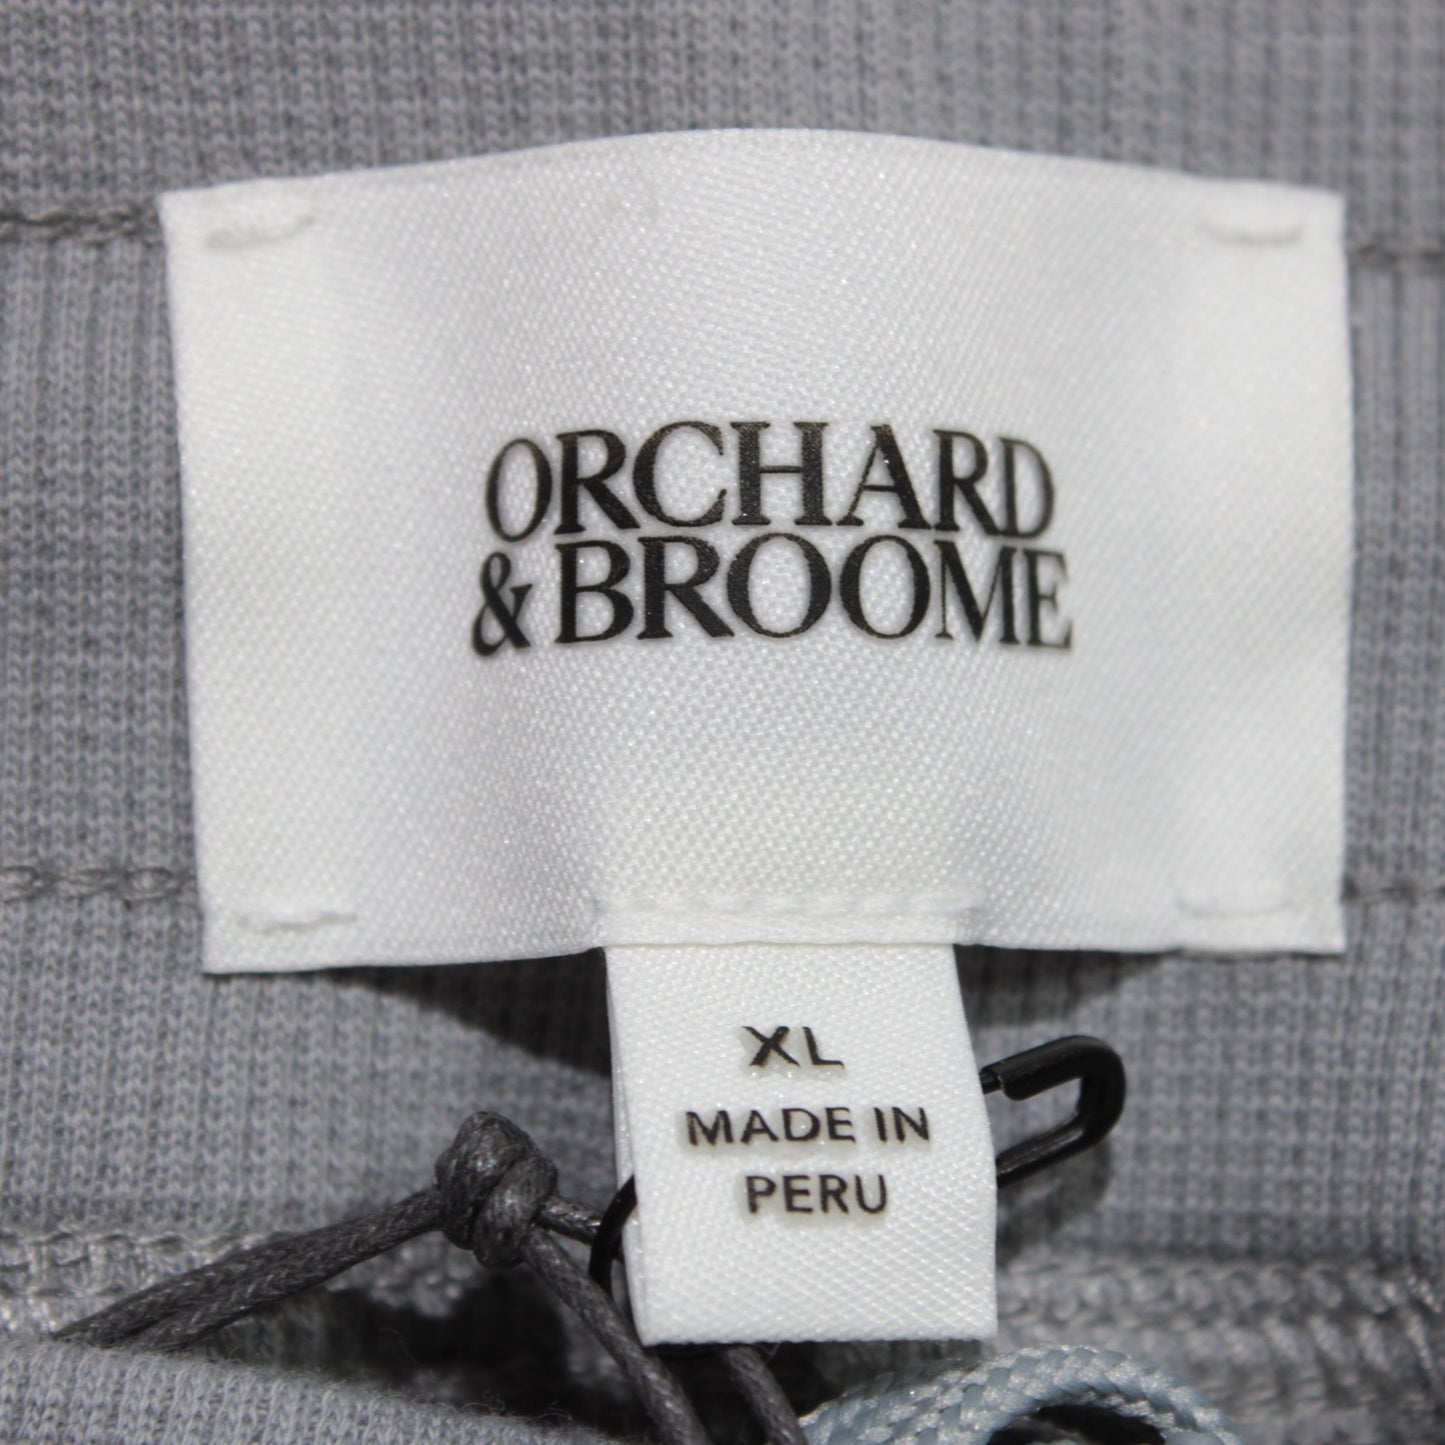 ORCHARD
& BROOME
XL
MADE IN
PERU